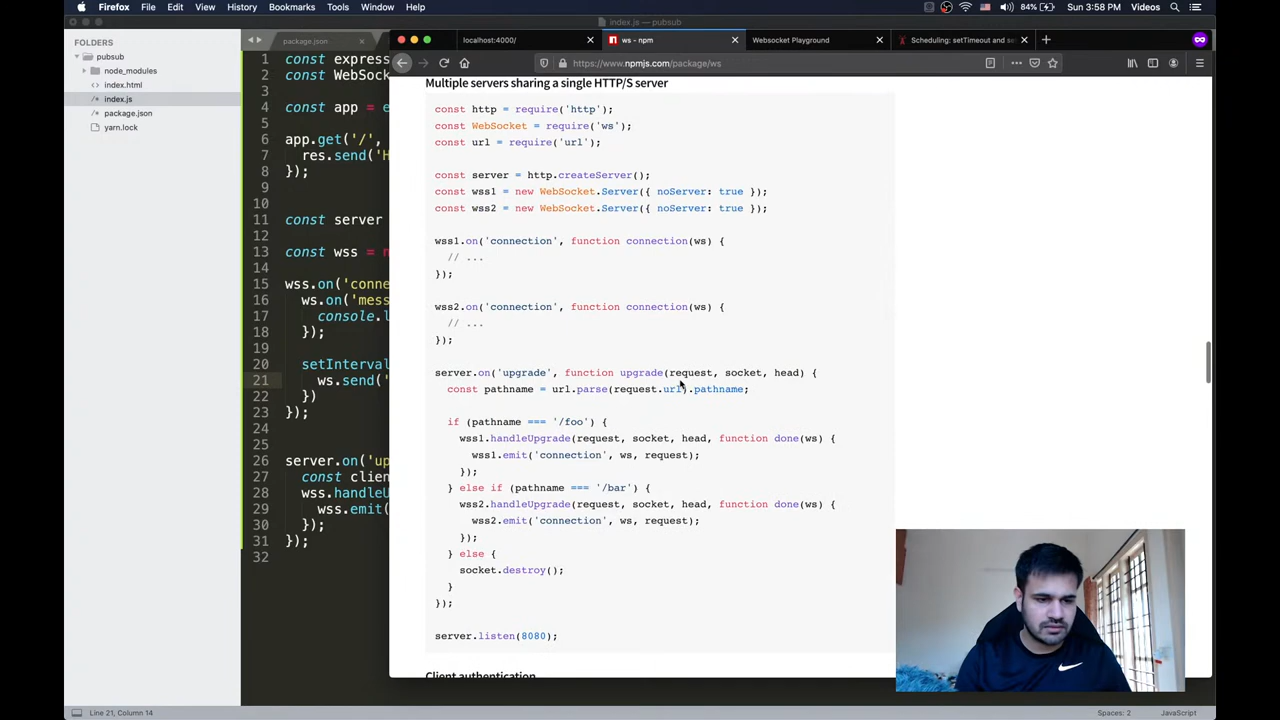 Firefox File Edit View History Bookmarks Tools Window Help
84% Sun 3:58 PM Videos
index.js — pubsub
FOLDERS
pubsub
node_modules
index.html
index.js
package.json
yarn.lock
package.json
1 const express
2 const WebSock
3
4 const app = e
5
6 app.get('/',
7 res.send('H
8 });
9
10
11 const server
12
13 const wss = n
14
15 wss.on('conne
16 ws.on('mess
17 console.l
18 });
19
20 setInterval
21 ws.send('
22 })
23 });
24
25
26 server.on('up
27 const clien
28 wss.handleU
29 wss.emit(
30 });
31 });
32
localhost:4000/
ws - npm
Websocket Playground
Scheduling: setTimeout and se
https://www.npmjs.com/package/ws
Multiple servers sharing a single HTTP/S server
const http = require('http');
const WebSocket = require('ws');
const url = require('url');
const server = http.createServer();
const wss1 = new WebSocket.Server({ noServer: true });
const wss2 = new WebSocket.Server({ noServer: true });
wss1.on('connection', function connection(ws) {
// ...
});
wss2.on('connection', function connection(ws) {
// ...
});
server.on('upgrade', function upgrade(request, socket, head) {
const pathname = url.parse(request.url).pathname;
if (pathname === '/foo') {
wss1.handleUpgrade(request, socket, head, function done(ws) {
wss1.emit('connection', ws, request);
});
} else if (pathname === '/bar') {
wss2.handleUpgrade(request, socket, head, function done(ws) {
wss2.emit('connection', ws, request);
});
} else {
socket.destroy();
}
});
server.listen(8080);
Client authentication
Line 21, Column 14
Spaces: 2
JavaScript